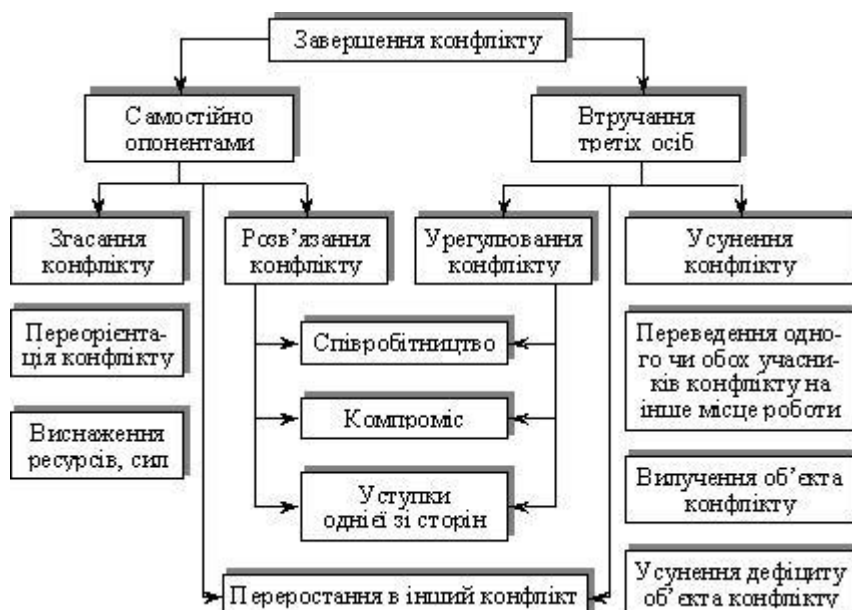 Завершення конфлікту
Самостійно
опонентами
Втручання
третіх осіб
Згасання
конфлікту
Розв’язання
конфлікту
Урегулювання
конфлікту
Усунення
конфлікту
Переорієнта-
ція конфлікту
Виснаження
ресурсів, сил
Співробітництво
Компроміс
Уступки
однієї зі сторін
Переростання в інший конфлікт
Переведення одно-
го чи обох учасни-
ків конфлікту на
інше місце роботи
Вилучення об’єкта
конфлікту
Усунення дефіциту
об’єкта конфлікту